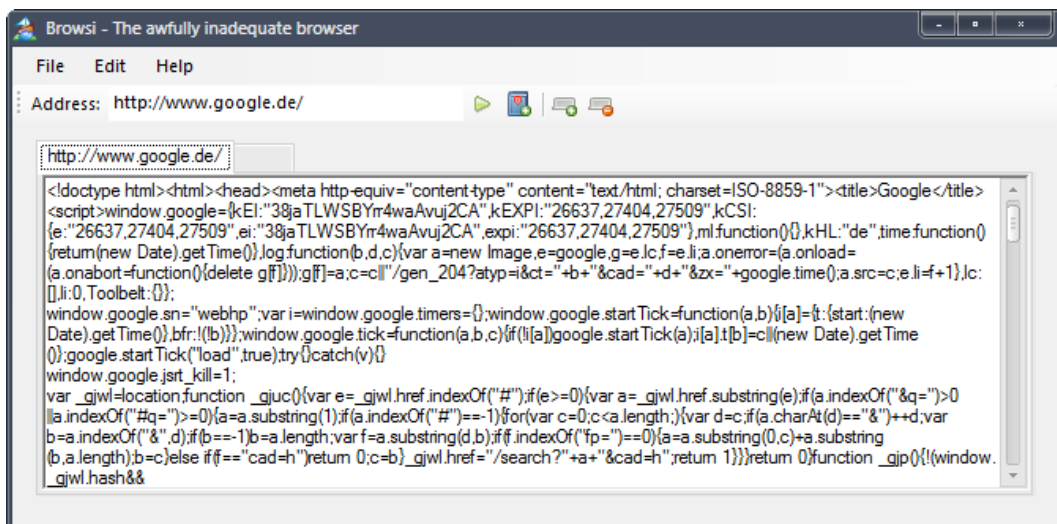 Browsi - The awfully inadequate browser
File Edit Help
Address: http://www.google.de/
http://www.google.de/
<!doctype html><html><head><meta http-equiv="content-type" content="text/html; charset=ISO-8859-1"><title>Google</title>
<script>window.google={kEI:"38jaTLWSBYrr4waAvuj2CA",kEXPI:"26637,27404,27509",kCSI:
{e:"26637,27404,27509",ei:"38jaTLWSBYrr4waAvuj2CA",expi:"26637,27404,27509"},ml:function(){},kHL:"de",time:function()
{return(new Date).getTime()},log:function(b,d,c){var a=new Image,e=google,g=e.lc,f=e.li;a.onerror=(a.onload=
(a.onabort=function(){delete g[f]}));g[f]=a;c=c||"/gen_204?atyp=i&ct="+b+"&cad="+d+"&zx="+google.time();a.src=c;e.li=f+1},lc:
[],li:0,Toolbelt:{}};
window.google.sn="webhp";var i=window.google.timers={};window.google.startTick=function(a,b){i[a]={t:{start:(new
Date).getTime()},bfr:!(!b)}};window.google.tick=function(a,b,c){if(!i[a])google.startTick(a);i[a].t[b]=c||(new Date).getTime
()};google.startTick("load",true);try{}catch(v){}
window.google.jsrt_kill=1;
var _gjwl=location;function _gjuc(){var e=_gjwl.href.indexOf("#");if(e>=0){var a=_gjwl.href.substring(e);if(a.indexOf("&q=")>0
||a.indexOf("#q=")>=0){a=a.substring(1);if(a.indexOf("#")==-1){for(var c=0;c<a.length;){var d=c;if(a.charAt(d)=="&")++d;var
b=a.indexOf("&",d);if(b==-1)b=a.length;var f=a.substring(d,b);if(f.indexOf("fp=")==0){a=a.substring(0,c)+a.substring
(b,a.length);b=c}else if(f=="cad=h")return 0;c=b}_gjwl.href="/search?"+a+"&cad=h";return 1}}}return 0}function _gjp(){!(window.
_gjwl.hash&&